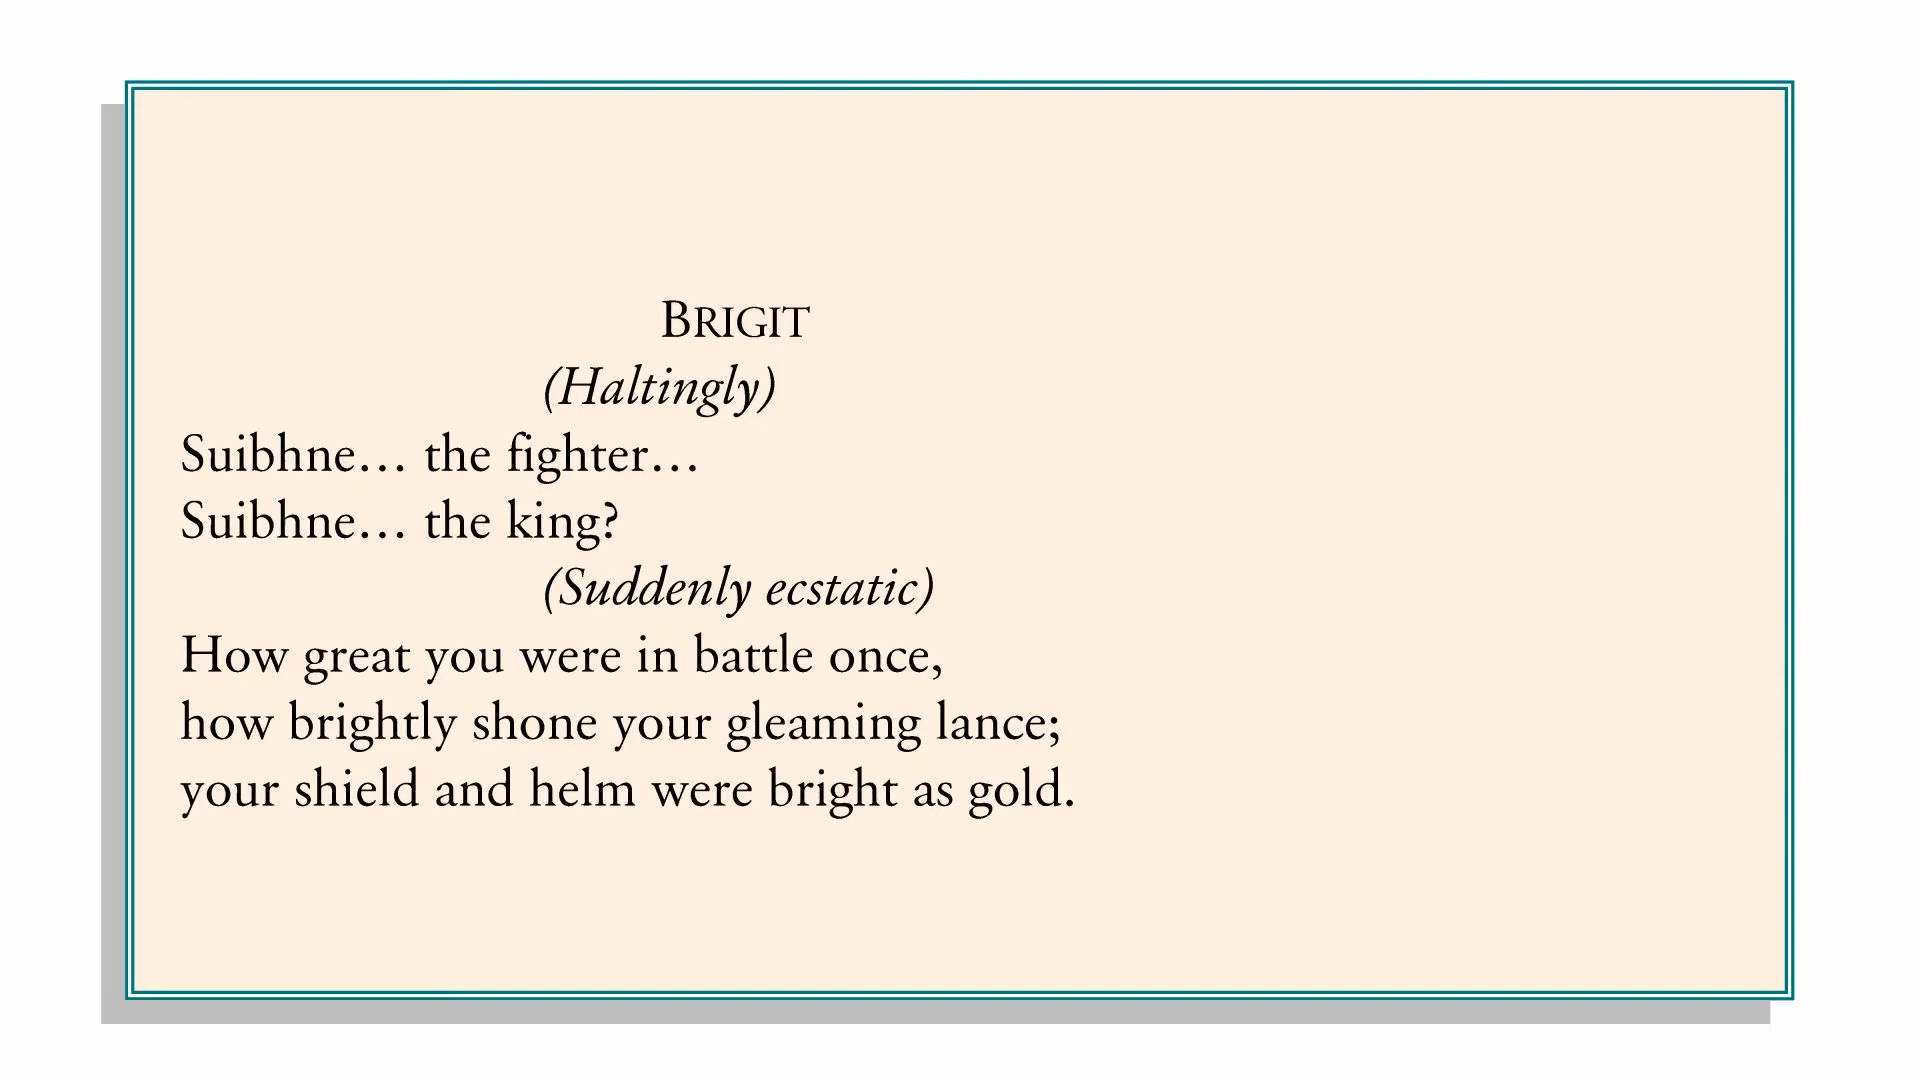 BRIGIT
(Haltingly)
Suibhne… the fighter…
Suibhne… the king?
(Suddenly ecstatic)
How great you were in battle once,
how brightly shone your gleaming lance;
your shield and helm were bright as gold.